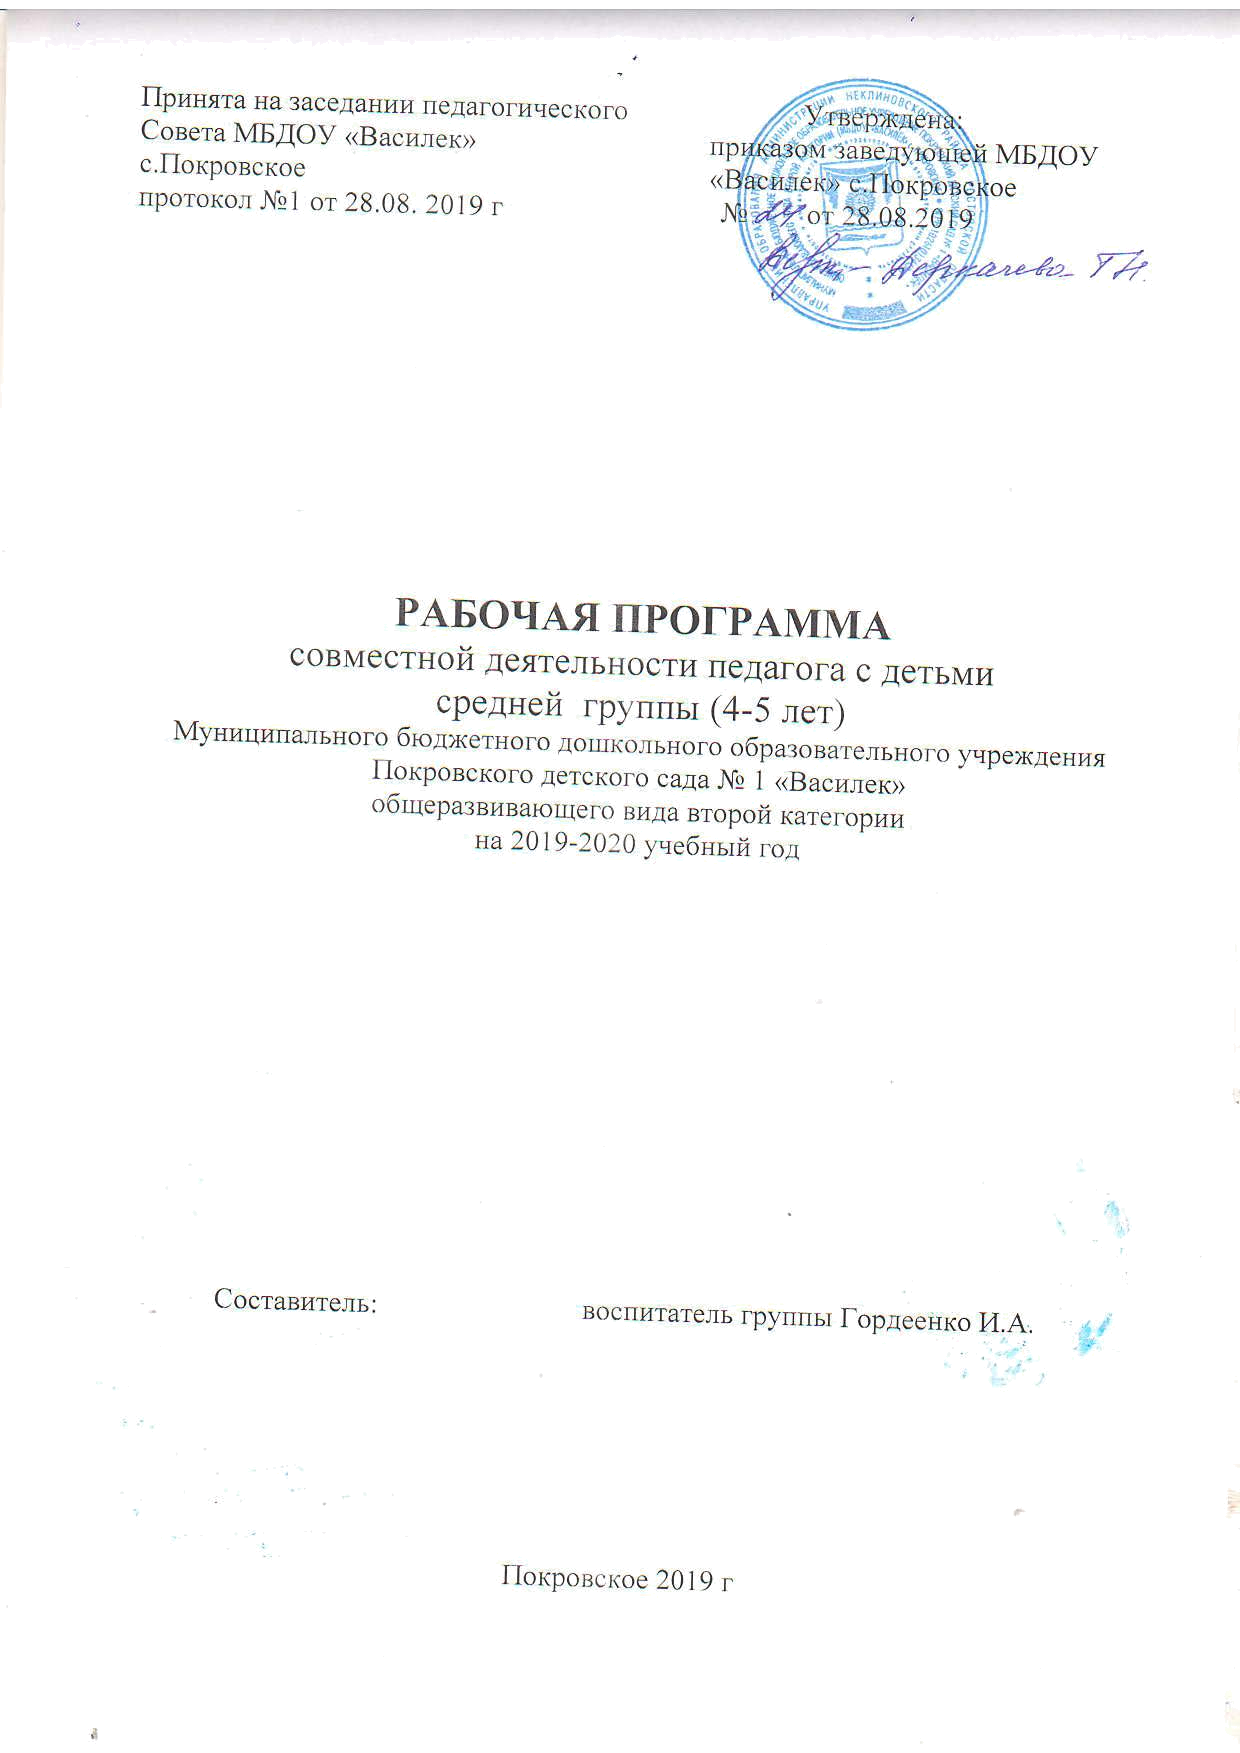 Принята на заседании педагогического
Совета МБДОУ «Василек»
с.Покровское
протокол №1 от 28.08. 2019 г
Утверждена:
приказом заведующей МБДОУ
«Василек» с.Покровское
№ от 28.08.2019
Деркачева Г.Н.
РАБОЧАЯ ПРОГРАММА
совместной деятельности педагога с детьми
средней группы (4-5 лет)
Муниципального бюджетного дошкольного образовательного учреждения
Покровского детского сада № 1 «Василек»
общеразвивающего вида второй категории
на 2019-2020 учебный год
Составитель: воспитатель группы Гордеенко И.А.
Покровское 2019 г